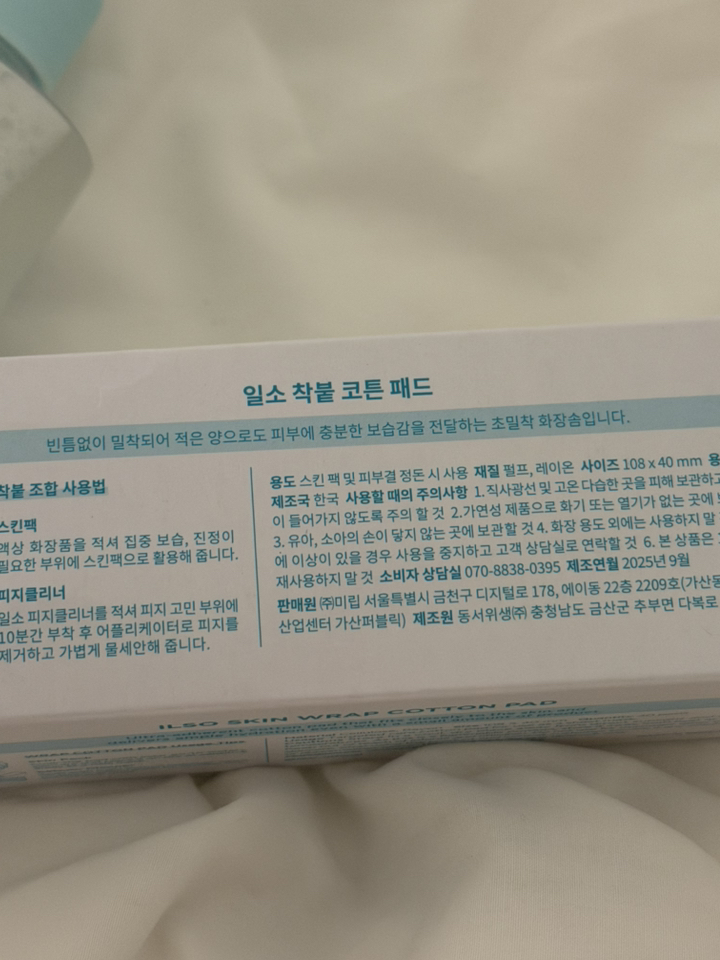 일소 착붙 코튼 패드
빈틈없이 밀착되어 적은 양으로도 피부에 충분한 보습감을 전달하는 초밀착 화장솜입니다.
착붙 조합 사용법
스킨팩
액상 화장품을 적셔 집중 보습, 진정이
필요한 부위에 스킨팩으로 활용해 줍니다.
피지클리너
일소 피지클리너를 적셔 피지 고민 부위에
10분간 부착 후 어플리케이터로 피지를
제거하고 가볍게 물세안해 줍니다.
용도 스킨 팩 및 피부결 정돈 시 사용 재질 펄프, 레이온 사이즈 108 x 40 mm
제조국 한국 사용할 때의 주의사항 1. 직사광선 및 고온 다습한 곳을 피해 보관하고
이 들어가지 않도록 주의 할 것 2.가연성 제품으로 화기 또는 열기가 없는 곳에
3. 유아, 소아의 손이 닿지 않는 곳에 보관할 것 4. 화장 용도 외에는 사용하지 말
에 이상이 있을 경우 사용을 중지하고 고객 상담실로 연락할 것 6. 본 상품은
재사용하지 말 것 소비자 상담실 070-8838-0395 제조연월 2025년 9월
판매원 ㈜미립 서울특별시 금천구 디지털로 178, 에이동 22층 2209호(가산동
산업센터 가산퍼블릭) 제조원 동서위생㈜ 충청남도 금산군 추부면 다복로
ILSO SKIN WRAP COTTON PAD
Ultra-adherent cotton pad that fits closely to the skin and